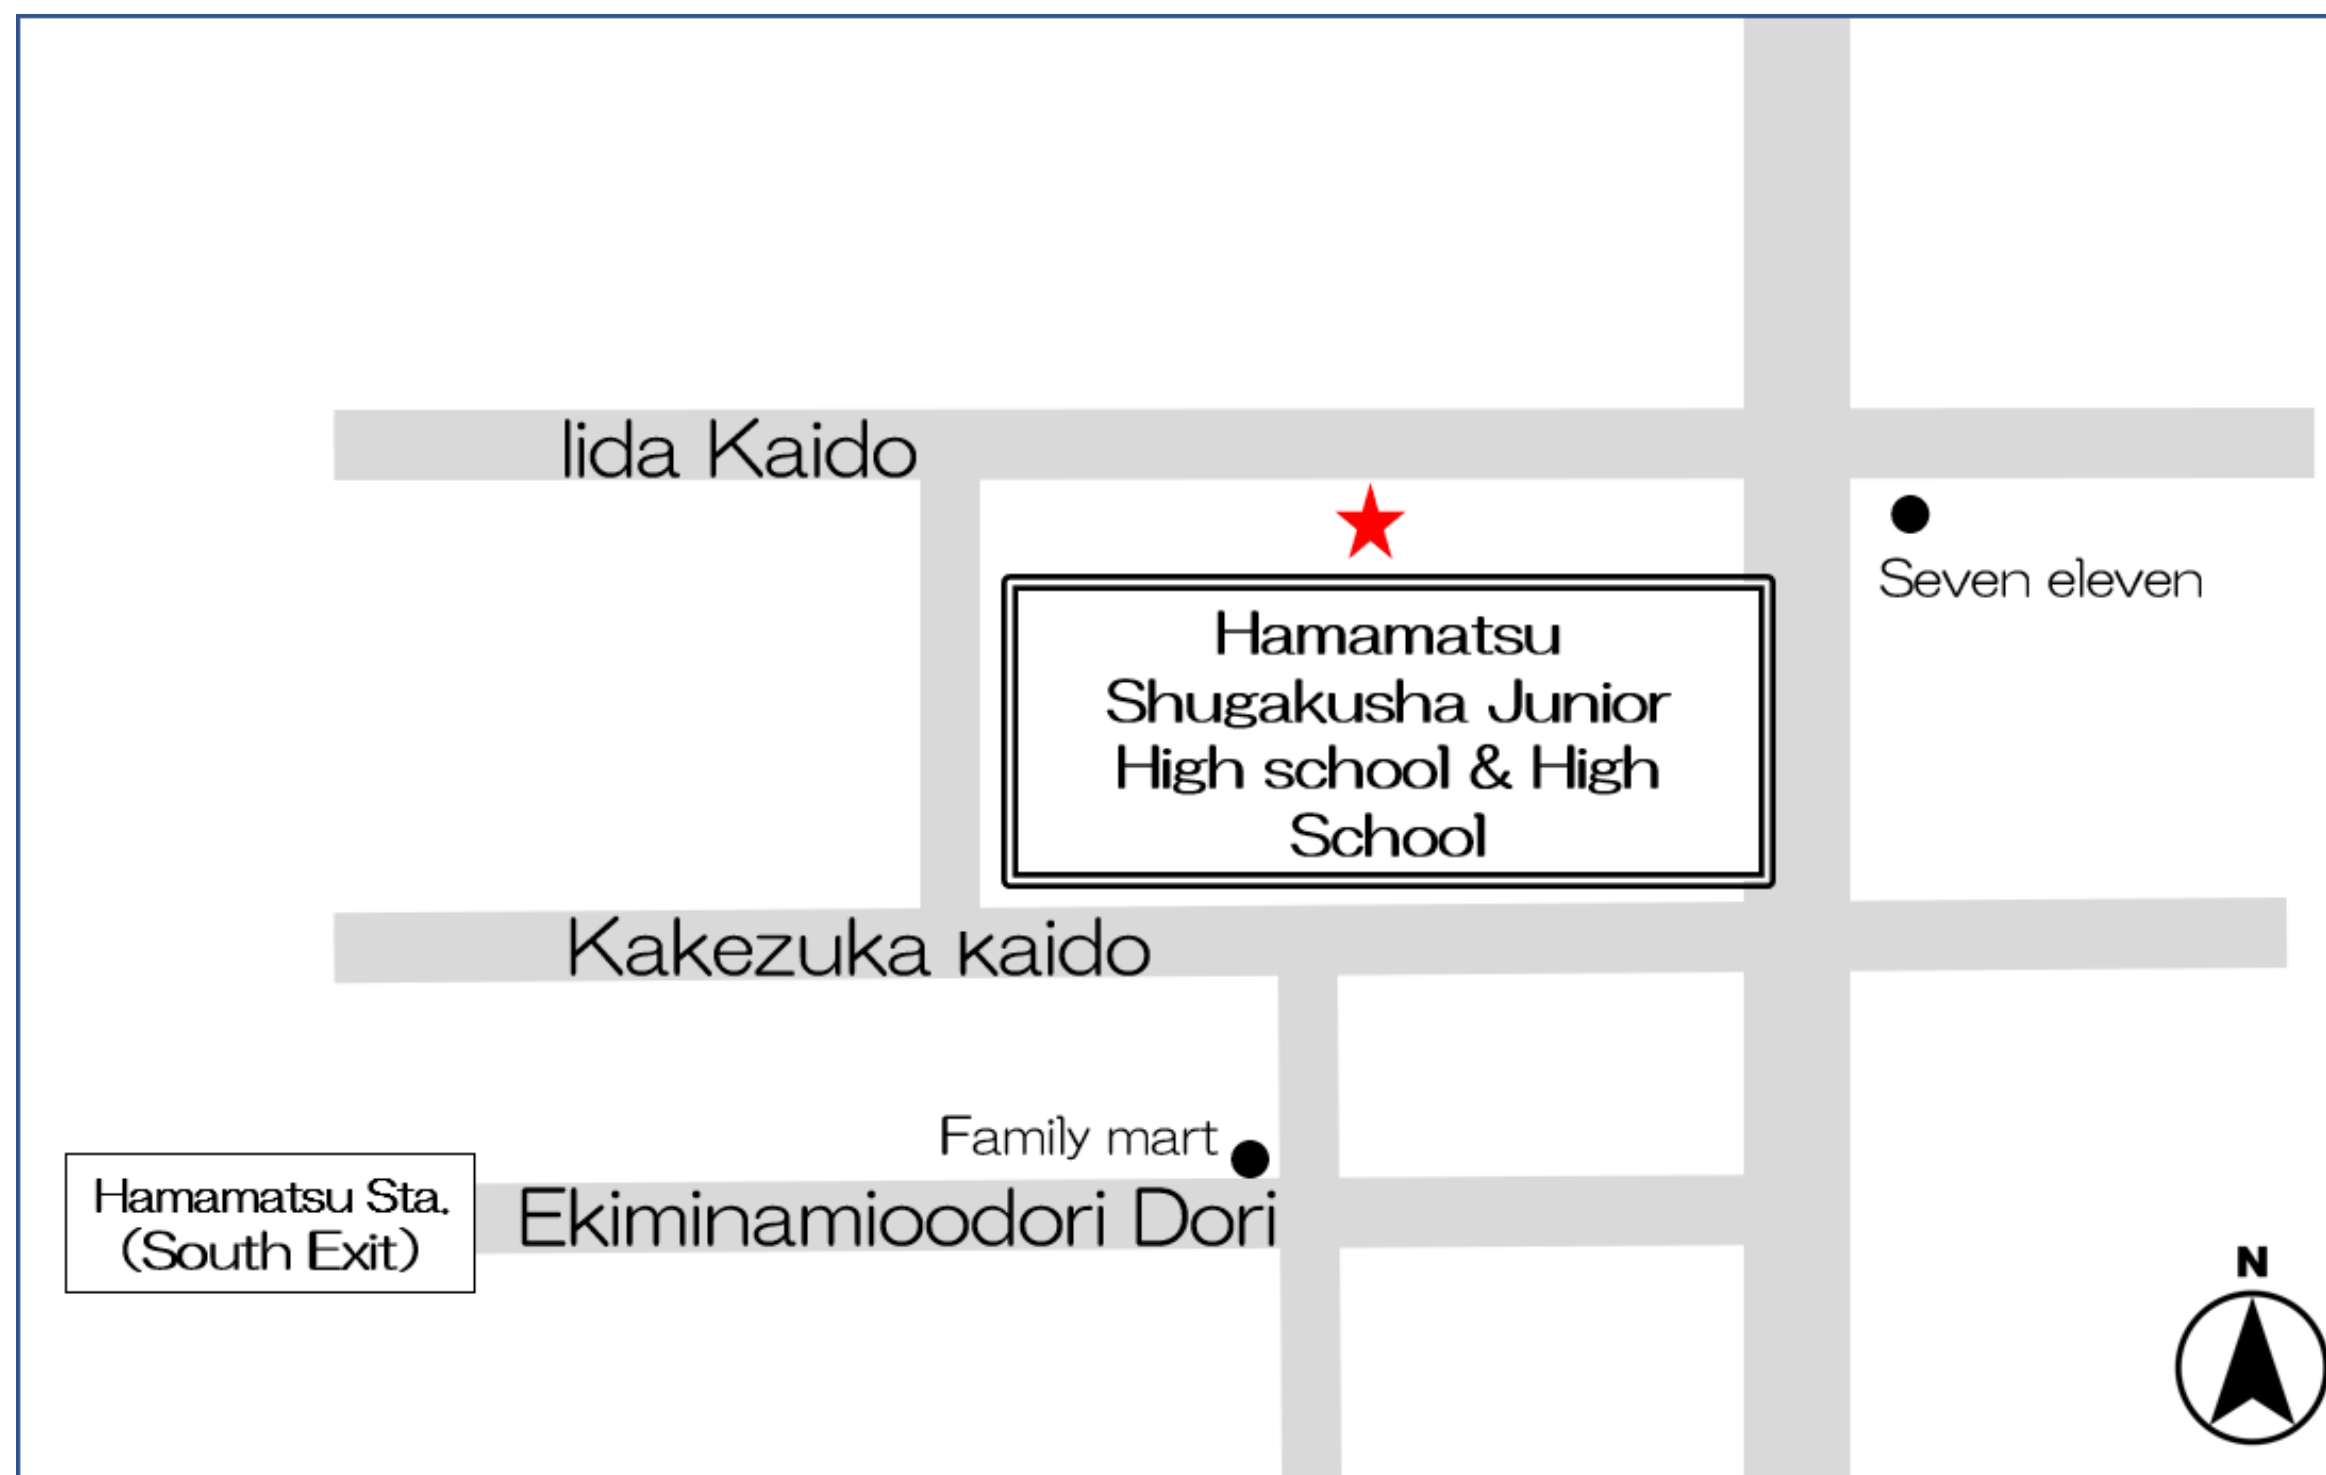 Iida Kaido
Seven eleven
Hamamatsu
Shugakusha Junior
High school & High
School
Kakezuka kaido
Family mart
Hamamatsu Sta.
(South Exit)
Ekiminamioodori Dori
N